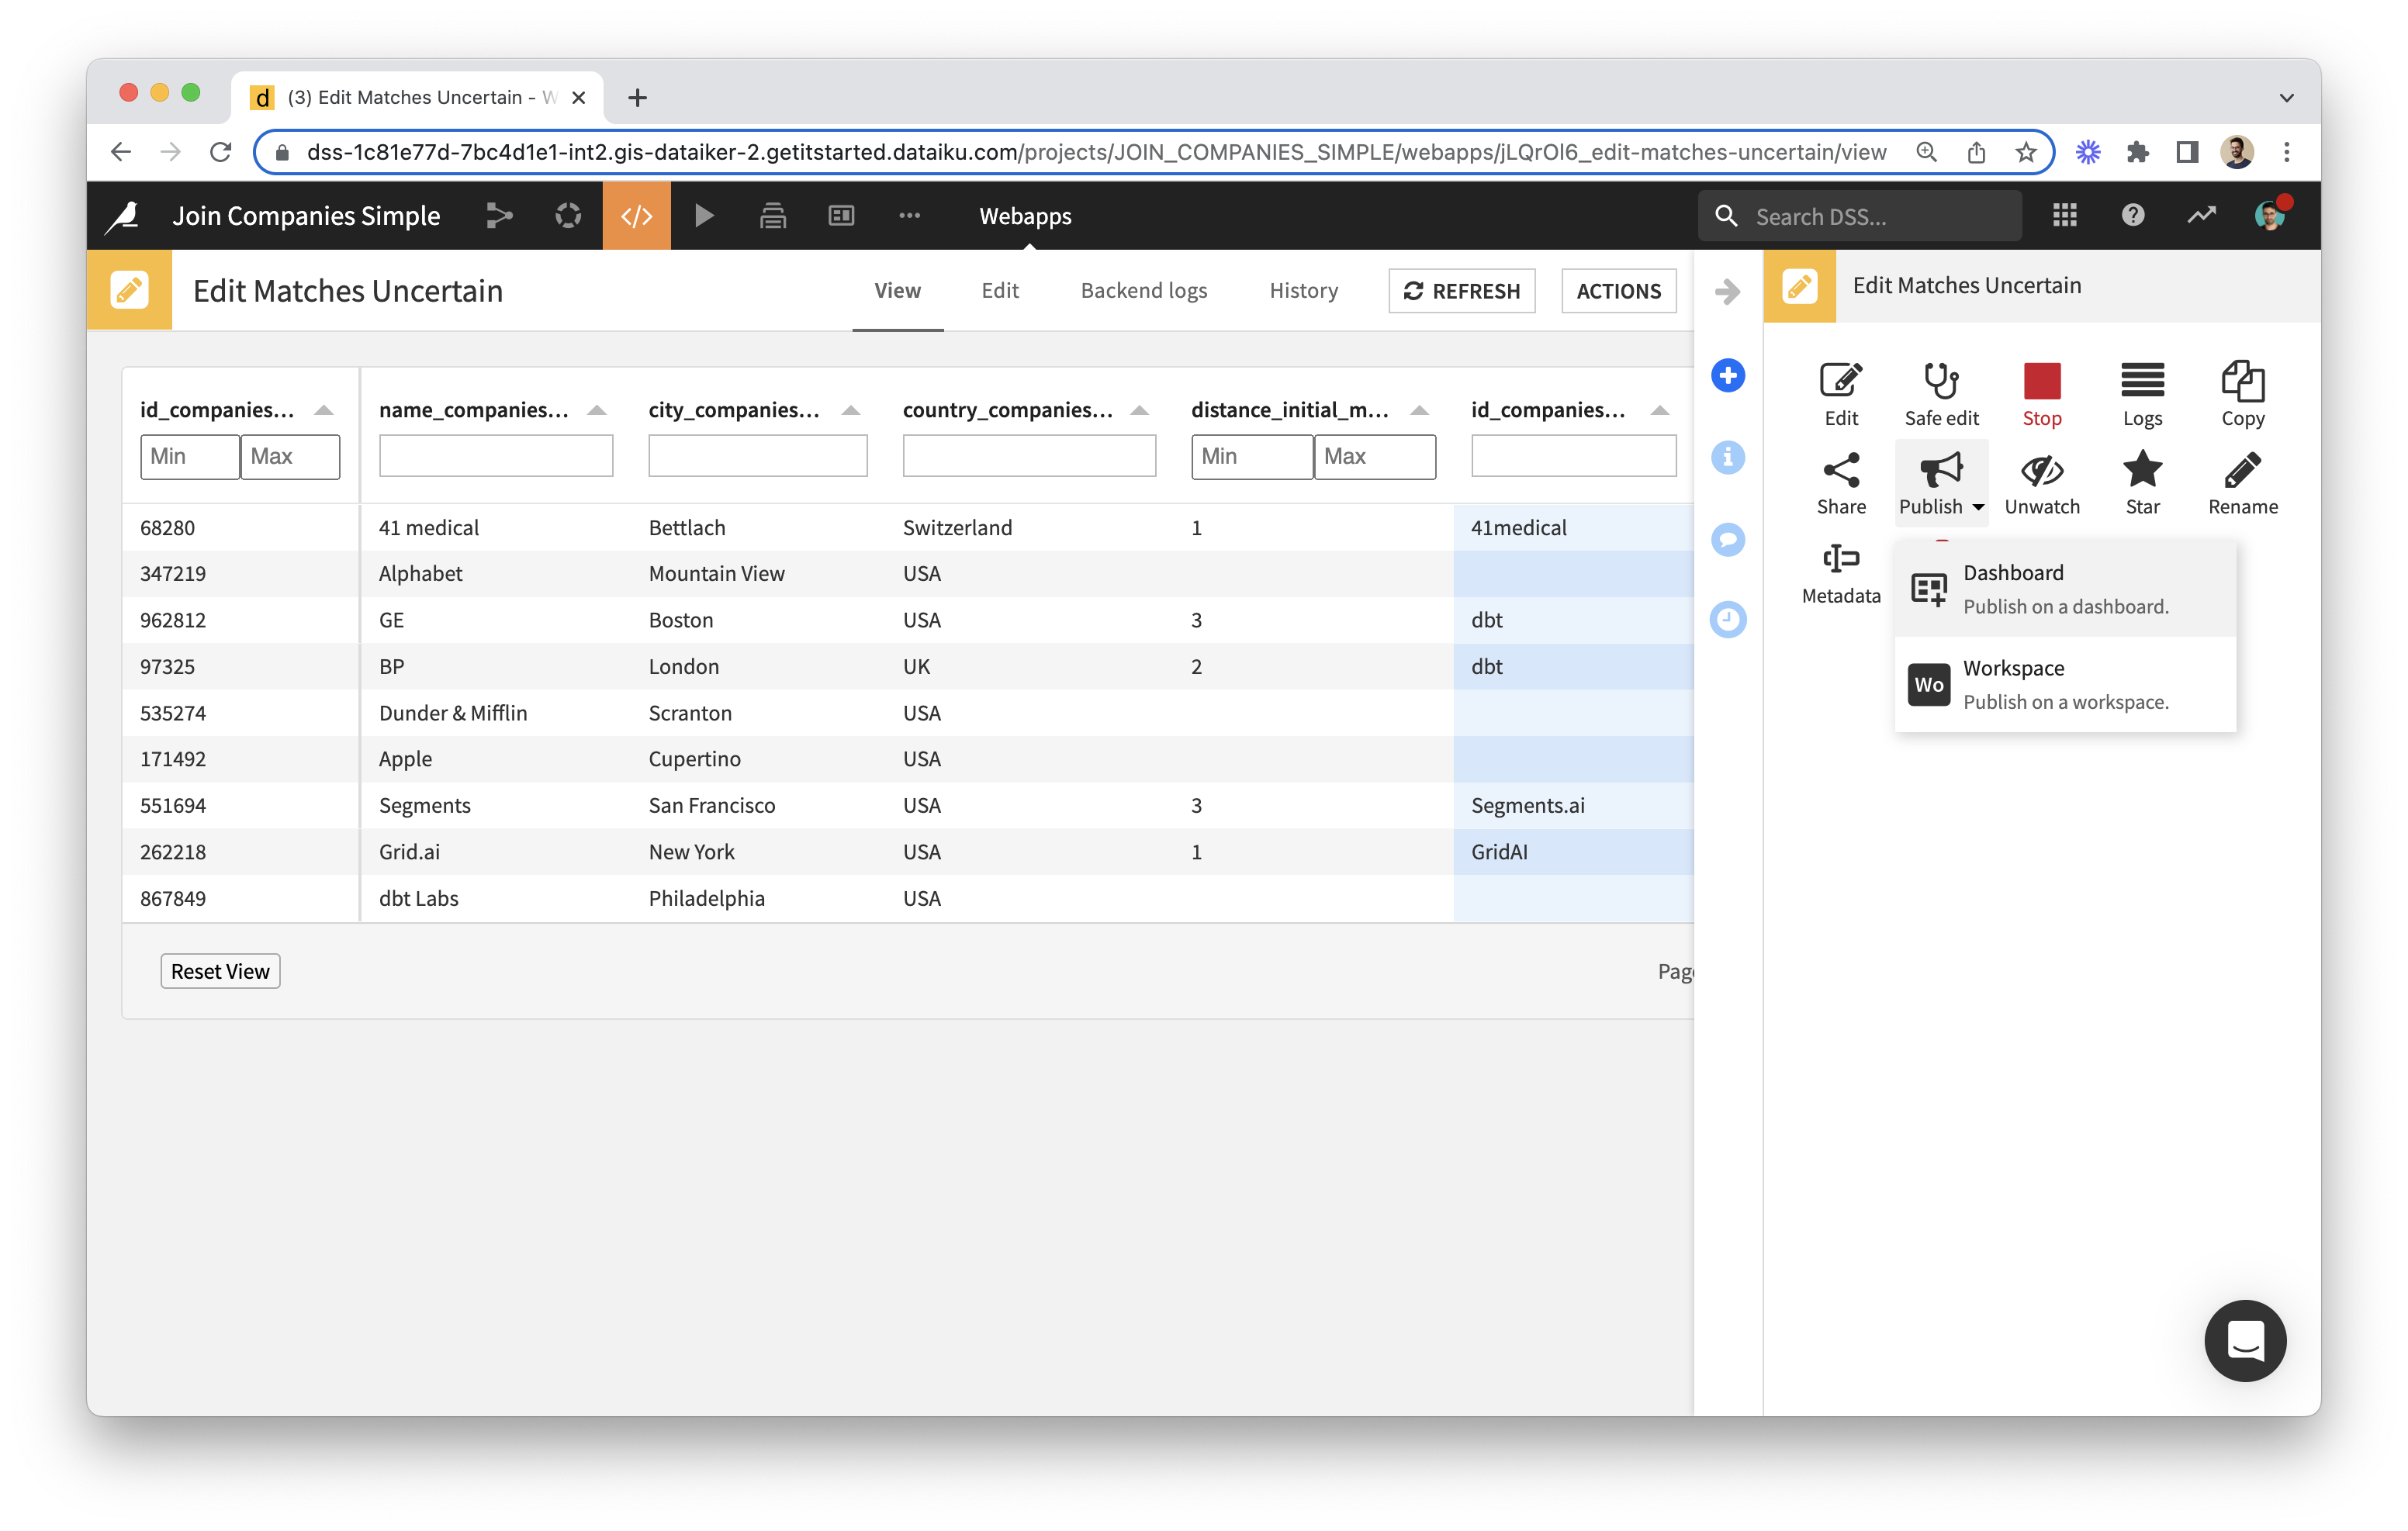 d (3) Edit Matches Uncertain - W
dss-1c81e77d-7bc4d1e1-int2.gis-dataiker-2.getitstarted.dataiku.com/projects/JOIN_COMPANIES_SIMPLE/webapps/jLQrOl6_edit-matches-uncertain/view
Join Companies Simple </> Webapps Search DSS...
Edit Matches Uncertain View Edit Backend logs History REFRESH ACTIONS
id_companies... name_companies... city_companies... country_companies... distance_initial_m... id_companies...
Min Max Min Max
68280 41 medical Bettlach Switzerland 1 41medical
347219 Alphabet Mountain View USA
962812 GE Boston USA 3 dbt
97325 BP London UK 2 dbt
535274 Dunder & Mifflin Scranton USA
171492 Apple Cupertino USA
551694 Segments San Francisco USA 3 Segments.ai
262218 Grid.ai New York USA 1 GridAI
867849 dbt Labs Philadelphia USA
Reset View Page
Edit Matches Uncertain
Edit Safe edit Stop Logs Copy
Share Publish Unwatch Star Rename
Metadata
Dashboard
Publish on a dashboard.
Wo Workspace
Publish on a workspace.